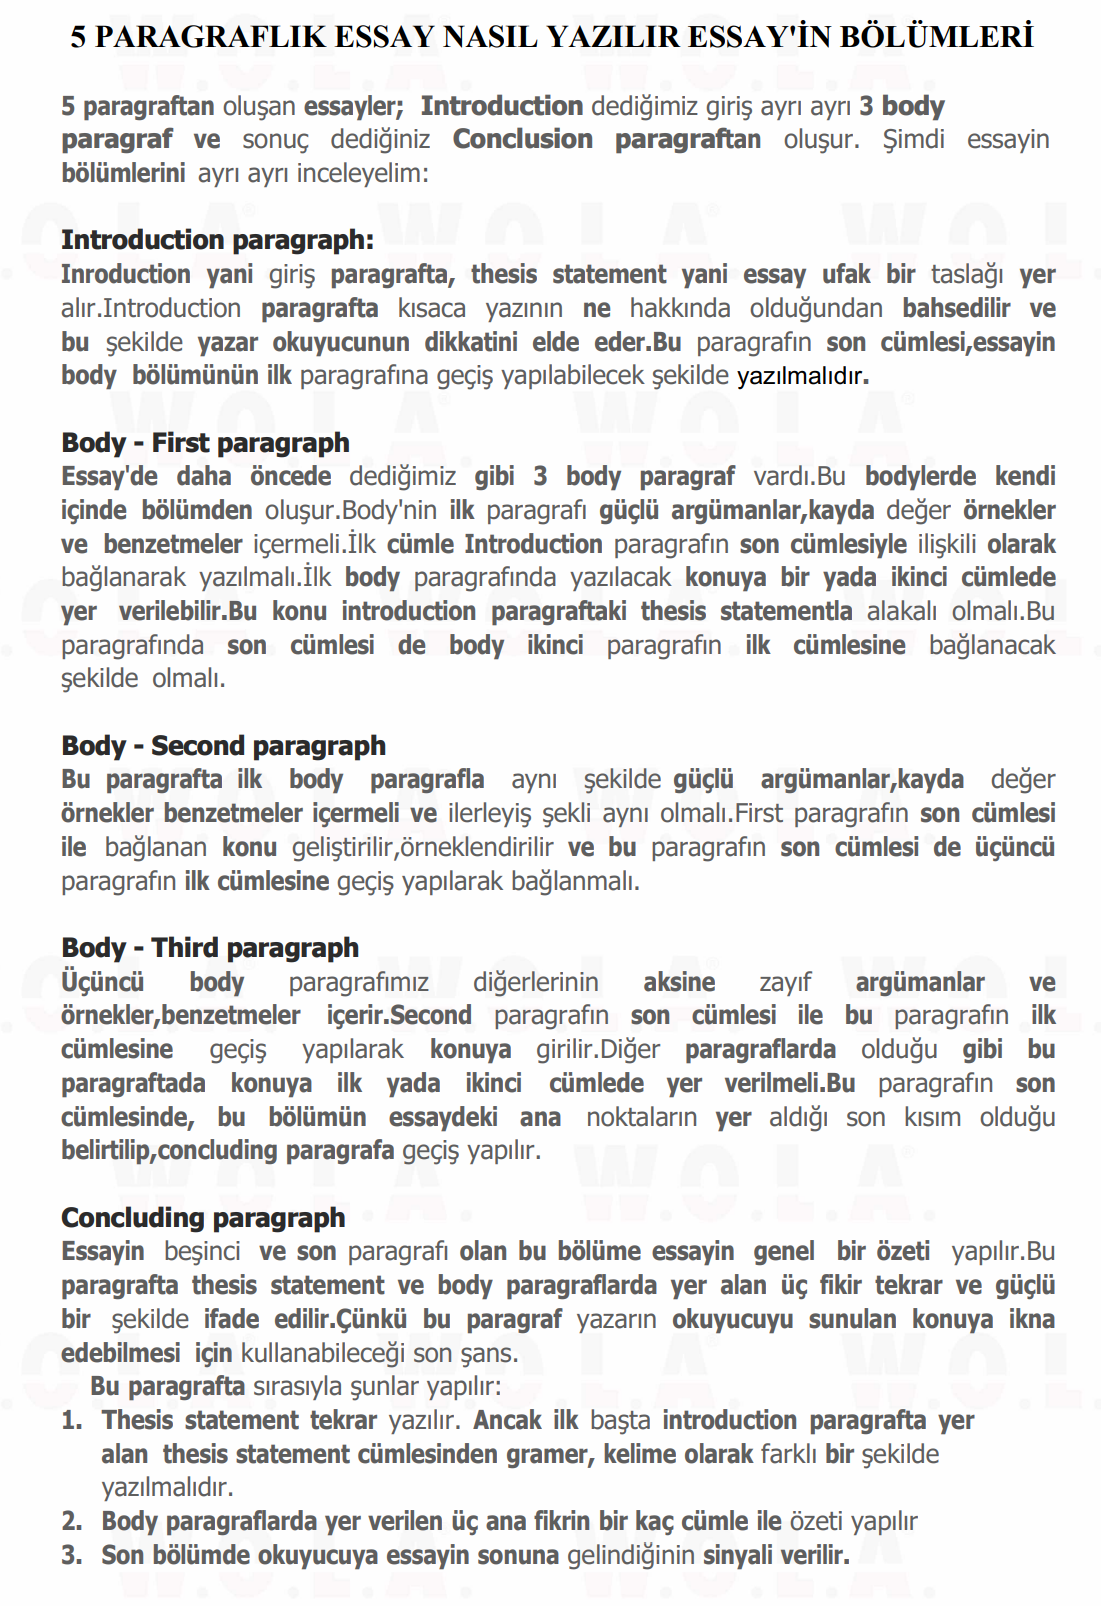 5 PARAGRAFLIK ESSAY NASIL YAZILIR ESSAY'İN BÖLÜMLERİ
5 paragraftan oluşan essayler; Introduction dediğimiz giriş ayrı ayrı 3 body
paragraf ve sonuç dediğiniz Conclusion paragraftan oluşur. Şimdi essayin
bölümlerini ayrı ayrı inceleyelim:
Introduction paragraph:
Inroduction yani giriş paragrafta, thesis statement yani essay ufak bir taslağı yer
alır.Introduction paragrafta kısaca yazının ne hakkında olduğundan bahsedilir ve
bu şekilde yazar okuyucunun dikkatini elde eder.Bu paragrafın son cümlesi,essayin
body bölümünün ilk paragrafına geçiş yapılabilecek şekilde yazılmalıdır.
Body - First paragraph
Essay'de daha öncede dediğimiz gibi 3 body paragraf vardı.Bu bodylerde kendi
içinde bölümden oluşur.Body'nin ilk paragrafı güçlü argümanlar,kayda değer örnekler
ve benzetmeler içermeli.İlk cümle Introduction paragrafın son cümlesiyle ilişkili olarak
bağlanarak yazılmalı.İlk body paragrafında yazılacak konuya bir yada ikinci cümlede
yer verilebilir.Bu konu introduction paragraftaki thesis statementla alakalı olmalı.Bu
paragrafında son cümlesi de body ikinci paragrafın ilk cümlesine bağlanacak
şekilde olmalı.
Body - Second paragraph
Bu paragrafta ilk body paragrafla aynı şekilde güçlü argümanlar,kayda değer
örnekler benzetmeler içermeli ve ilerleyiş şekli aynı olmalı.First paragrafın son cümlesi
ile bağlanan konu geliştirilir,örneklendirilir ve bu paragrafın son cümlesi de üçüncü
paragrafın ilk cümlesine geçiş yapılarak bağlanmalı.
Body - Third paragraph
Üçüncü body paragrafımız diğerlerinin aksine zayıf argümanlar ve
örnekler,benzetmeler içerir.Second paragrafın son cümlesi ile bu paragrafın ilk
cümlesine geçiş yapılarak konuya girilir.Diğer paragraflarda olduğu gibi bu
paragraftada konuya ilk yada ikinci cümlede yer verilmeli.Bu paragrafın son
cümlesinde, bu bölümün essaydeki ana noktaların yer aldığı son kısım olduğu
belirtilip,concluding paragrafa geçiş yapılır.
Concluding paragraph
Essayin beşinci ve son paragrafı olan bu bölüme essayin genel bir özeti yapılır.Bu
paragrafta thesis statement ve body paragraflarda yer alan üç fikir tekrar ve güçlü
bir şekilde ifade edilir.Çünkü bu paragraf yazarın okuyucuyu sunulan konuya ikna
edebilmesi için kullanabileceği son şans.
Bu paragrafta sırasıyla şunlar yapılır:
1. Thesis statement tekrar yazılır. Ancak ilk başta introduction paragrafta yer
alan thesis statement cümlesinden gramer, kelime olarak farklı bir şekilde
yazılmalıdır.
2. Body paragraflarda yer verilen üç ana fikrin bir kaç cümle ile özeti yapılır
3. Son bölümde okuyucuya essayin sonuna gelindiğinin sinyali verilir.